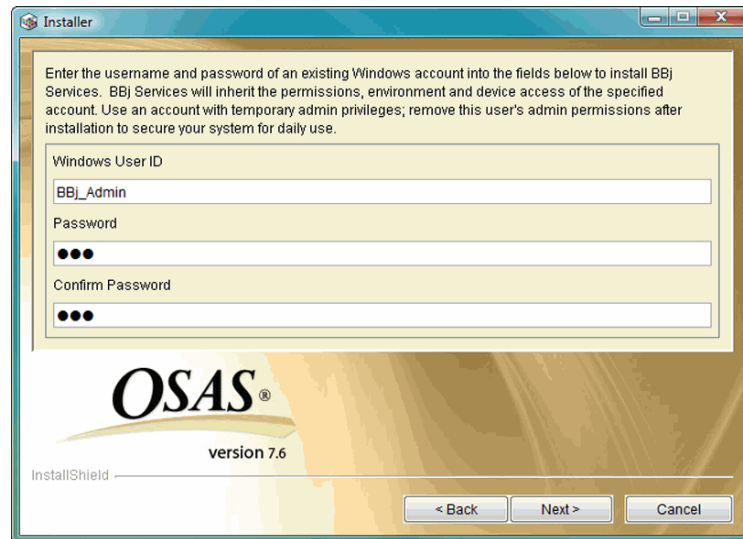 Installer
Enter the username and password of an existing Windows account into the fields below to install BBj
Services. BBj Services will inherit the permissions, environment and device access of the specified
account. Use an account with temporary admin privileges; remove this user's admin permissions after
installation to secure your system for daily use.
Windows User ID
BBj_Admin
Password
●●●
Confirm Password
●●●
OSAS®
version 7.6
InstallShield
< Back Next > Cancel